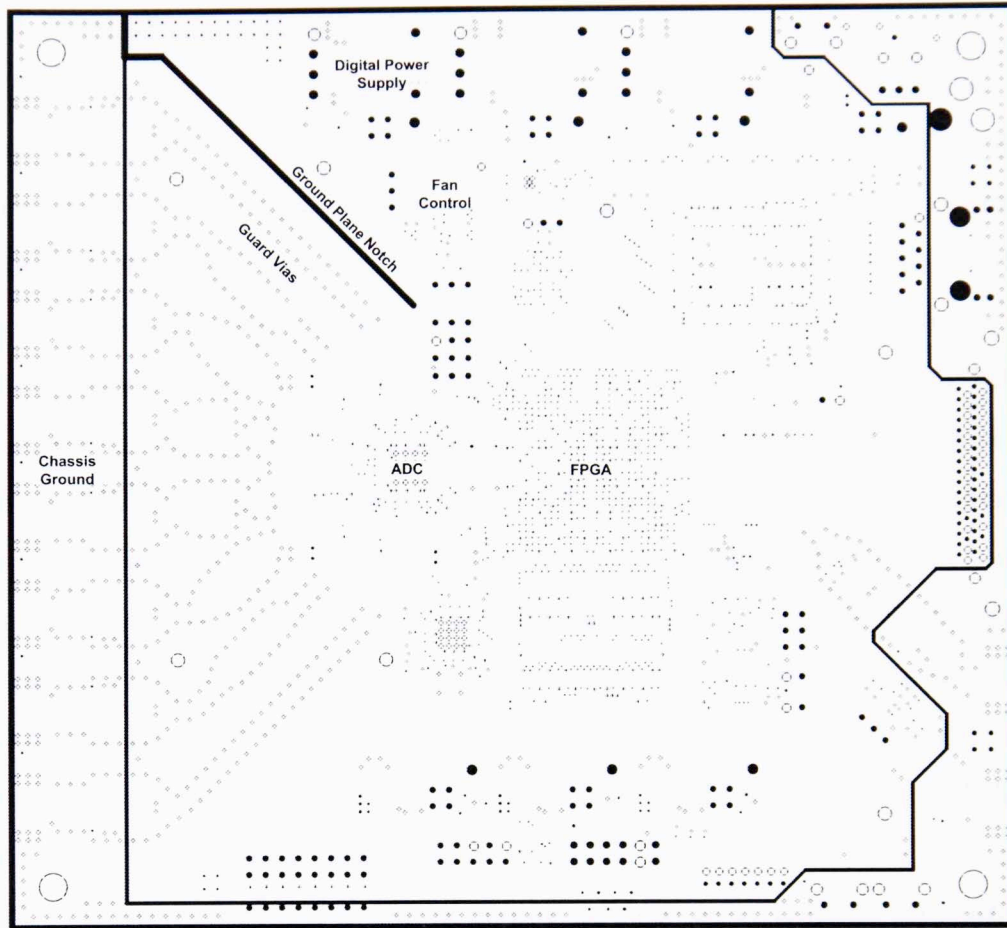 Digital Power
Supply
Fan
Control
Ground Plane Notch
Guard Vias
Chassis
Ground
ADC
FPGA